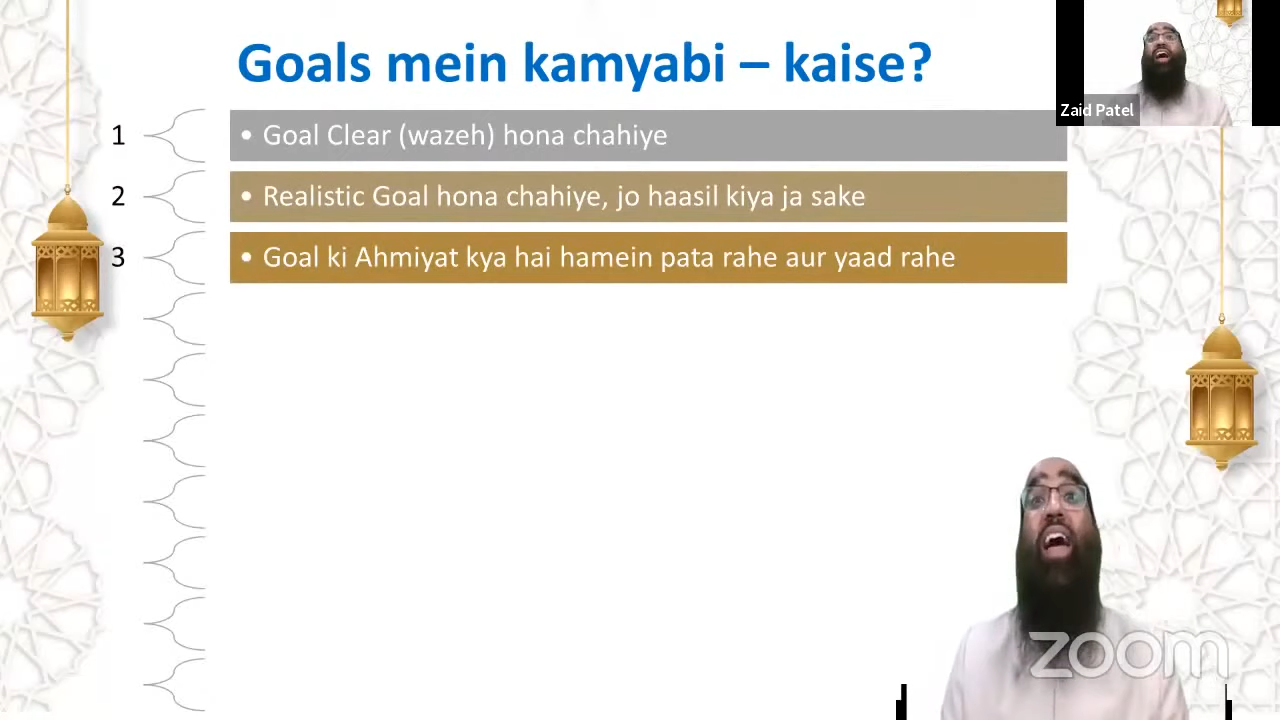 Goals mein kamyabi – kaise?
Zaid Patel
1
• Goal Clear (wazeh) hona chahiye
2
• Realistic Goal hona chahiye, jo haasil kiya ja sake
3
• Goal ki Ahmiyat kya hai hamein pata rahe aur yaad rahe
zoom